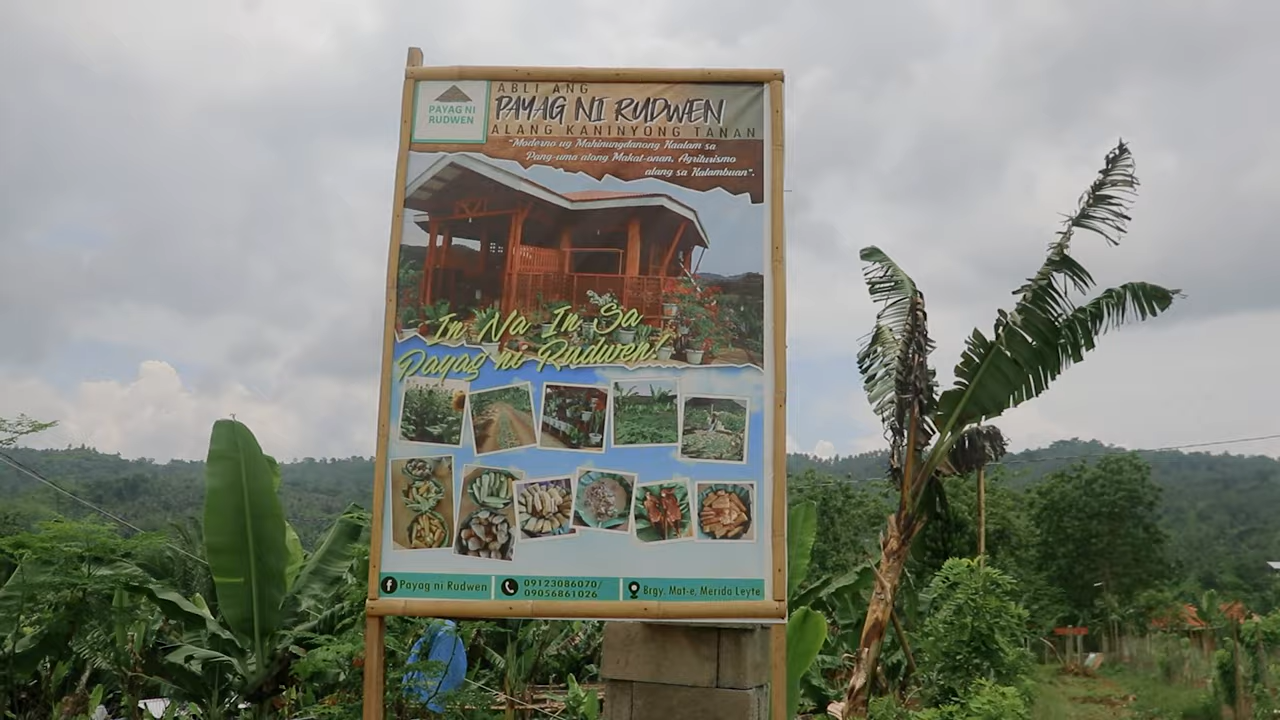 PAYAG NI
RUDWEN
ABLI ANG
PAYAG NI RUDWEN
ALANG KANINYONG TANAN
"Moderno ug Mahinungdanong Kaalam sa
Pang-uma alang Makat-onan, Agriturismo
alang sa Kalambuan".
In Na In Sa
Payag ni Rudwen!
Payag ni Rudwen
09123086070/
09056861026
Brgy. Mat-e, Merida Leyte